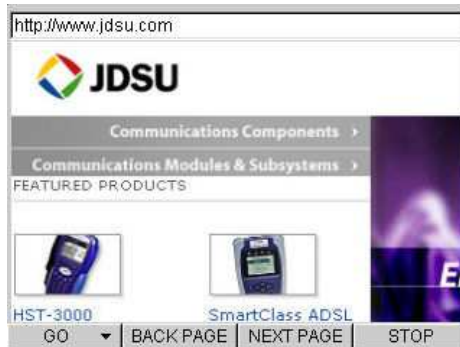 http://www.jdsu.com
JDSU
Communications Components ›
Communications Modules & Subsystems ›
FEATURED PRODUCTS
HST-3000 SmartClass ADSL
GO BACK PAGE NEXT PAGE STOP